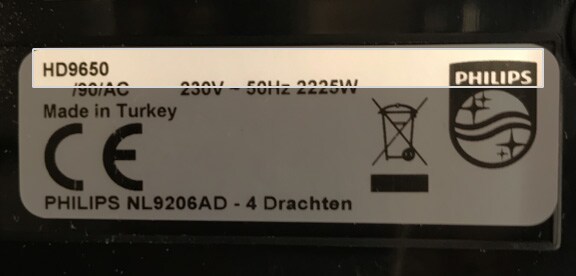 HD9650
/90/AC 230V ~ 50Hz 2225W
PHILIPS
Made in Turkey
CE
PHILIPS NL9206AD - 4 Drachten